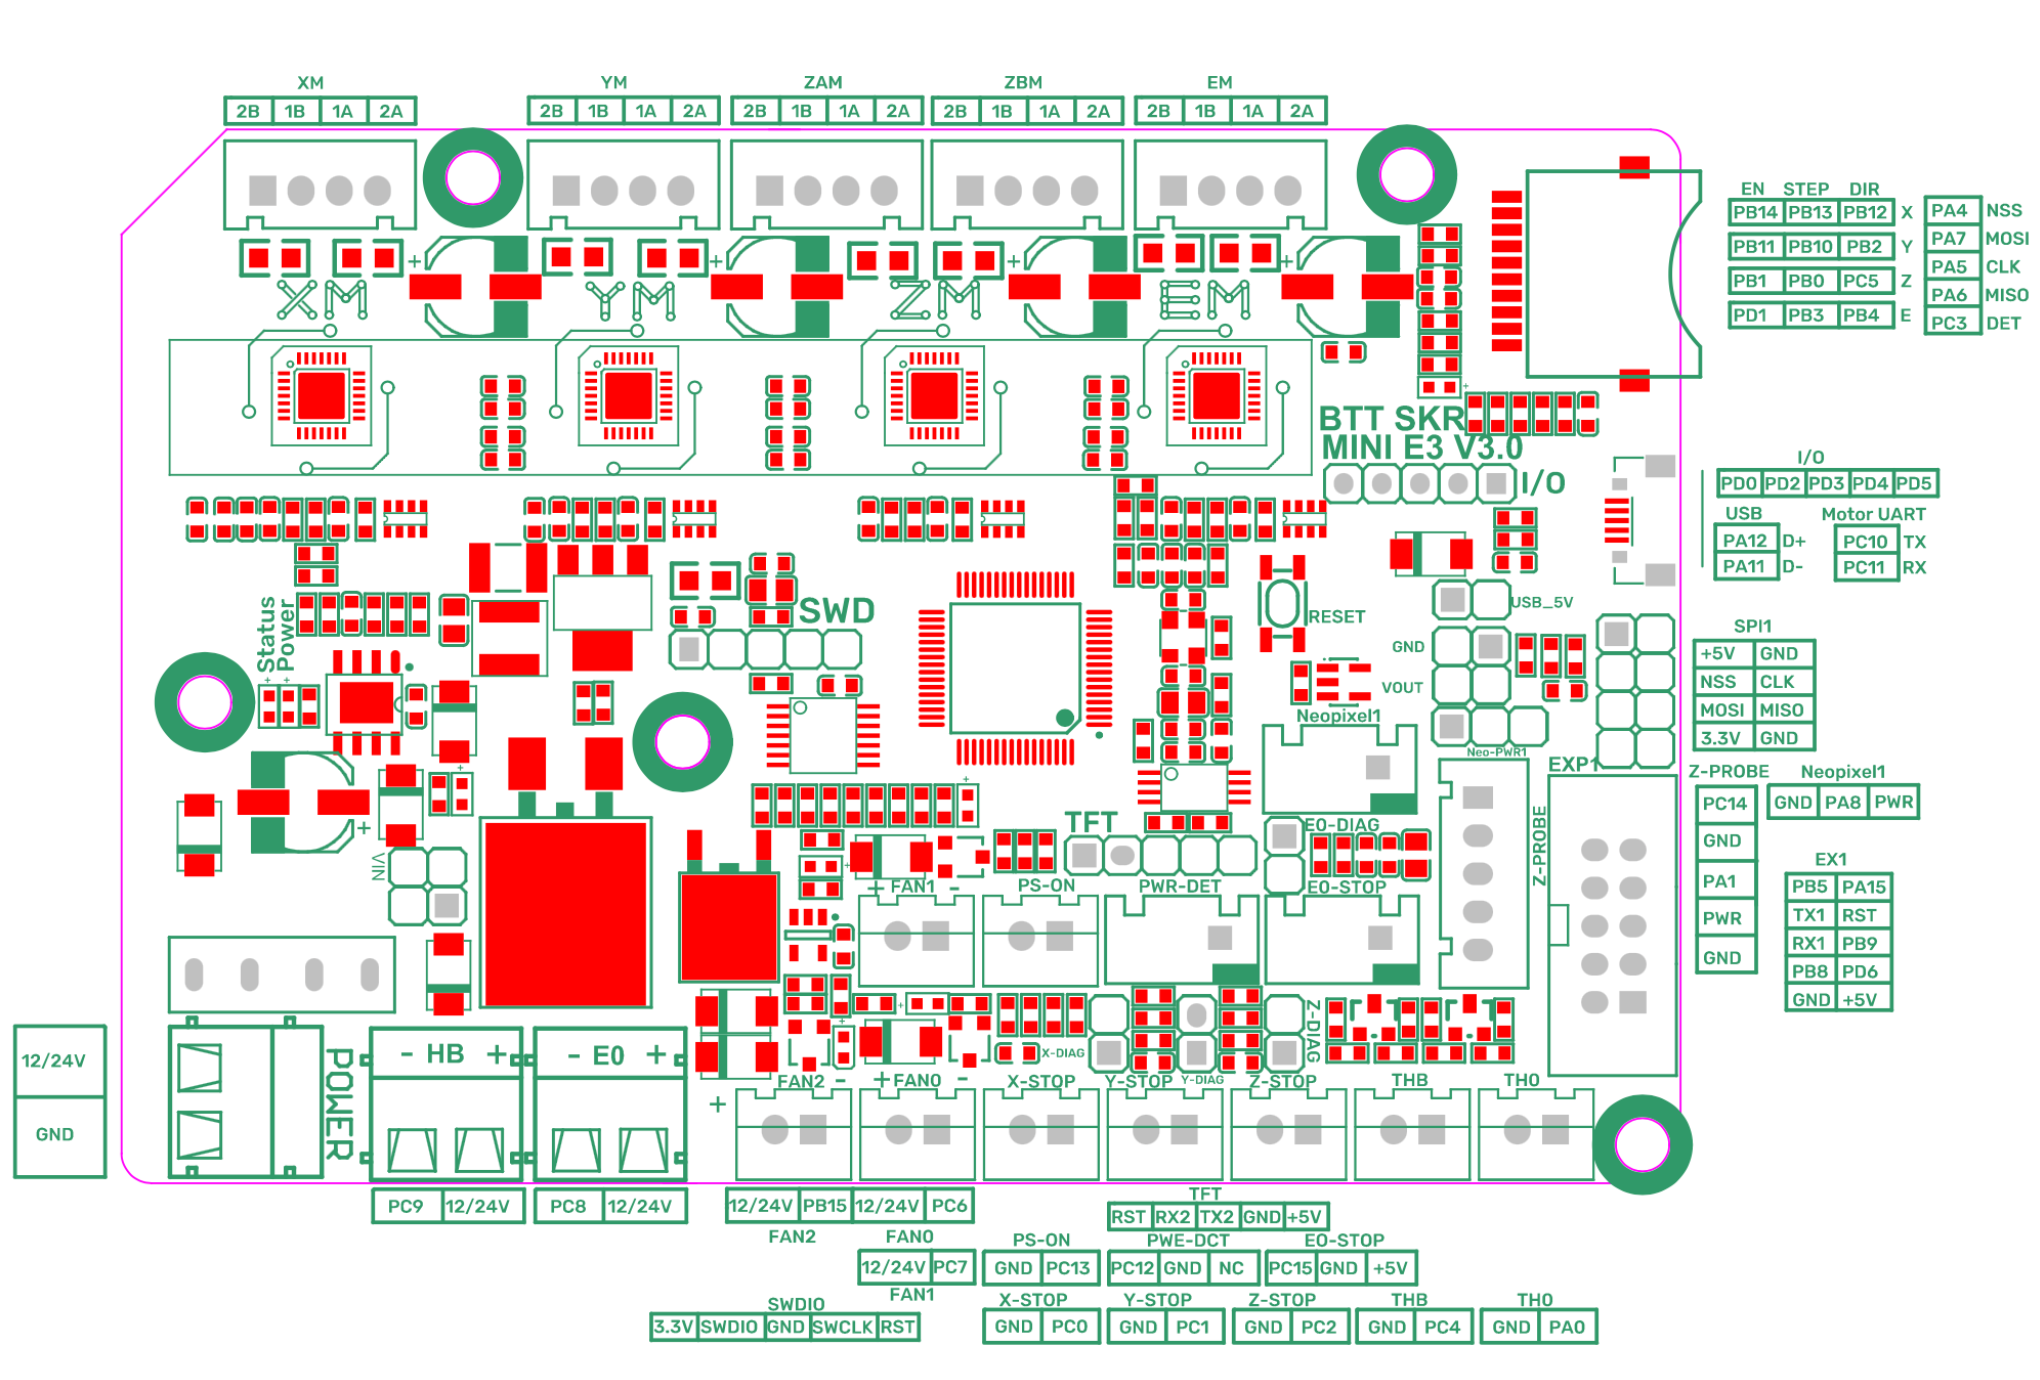 XM YM ZAM ZBM EM
2B 1B 1A 2A 2B 1B 1A 2A 2B 1B 1A 2A 2B 1B 1A 2A 2B 1B 1A 2A
EN STEP DIR
PB14 PB13 PB12 X
PB11 PB10 PB2 Y
PB1 PB0 PC5 Z
PD1 PB3 PB4 E
PA4 NSS
PA7 MOSI
PA5 CLK
PA6 MISO
PC3 DET
+ + + +
XM YM ZM EM
BTT SKR
MINI E3 V3.0
I/O
I/O
PD0 PD2 PD3 PD4 PD5
USB
PA12 D+
PA11 D-
Motor UART
PC10 TX
PC11 RX
Status
Power
SWD
RESET
USB_5V
GND
VOUT
Neopixel1
Neo-PWR1
SPI1
+5V GND
NSS CLK
MOSI MISO
3.3V GND
EXP1
Z-PROBE
PC14
GND
PA1
PWR
GND
Neopixel1
GND PA8 PWR
EX1
PB5 PA15
TX1 RST
RX1 PB9
PB8 PD6
GND +5V
+
VIN
TFT
E0-DIAG
Z-PROBE
+ FAN1 -
PS-ON
PWR-DET
E0-STOP
Z-DIAG
X-DIAG
12/24V
GND
POWER
- HB +
- E0 +
FAN2 -
+
+ FAN0 -
X-STOP
Y-STOP
Y-DIAG
Z-STOP
THB
TH0
PC9 12/24V
PC8 12/24V
12/24V PB15 12/24V PC6
FAN2 FAN0
12/24V PC7
FAN1
TFT
RST RX2 TX2 GND +5V
PS-ON PWE-DCT EO-STOP
GND PC13 PC12 GND NC PC15 GND +5V
SWDIO
3.3V SWDIO GND SWCLK RST
X-STOP Y-STOP Z-STOP THB TH0
GND PC0 GND PC1 GND PC2 GND PC4 GND PA0